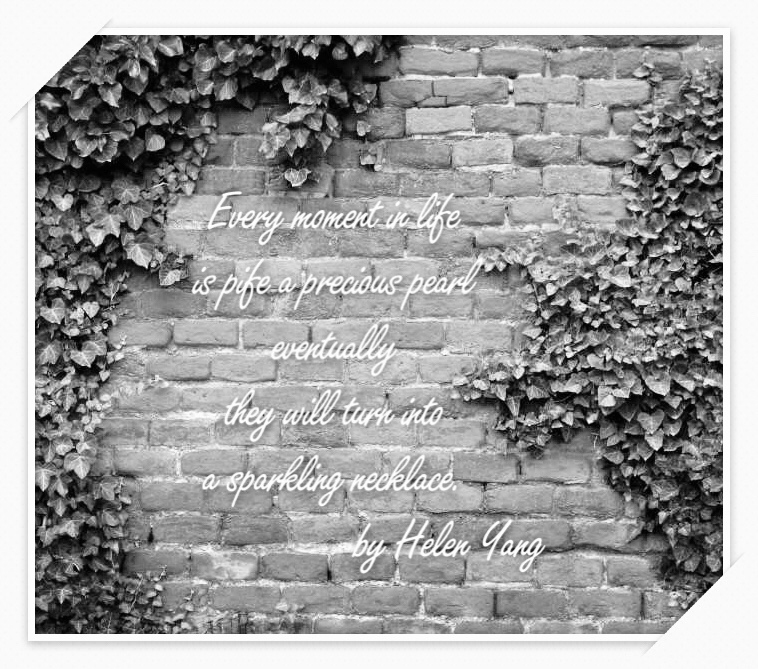 Every moment in life
is pife a precious pearl
eventually
they will turn into
a sparkling necklace.
by Helen Yang